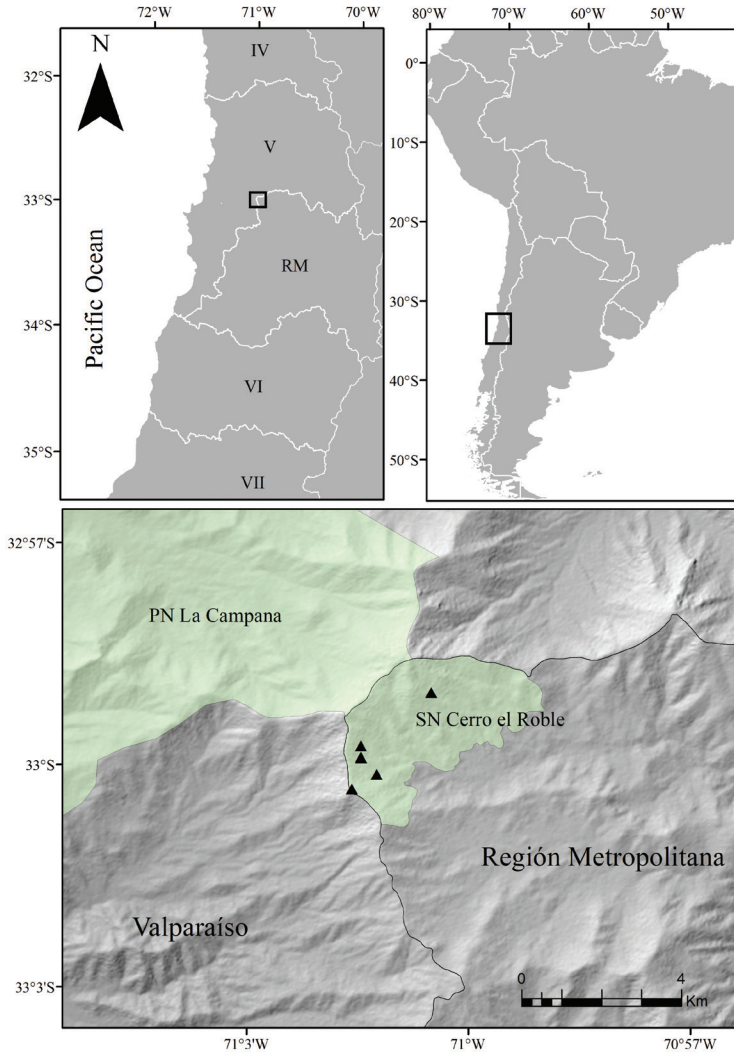 72°W
71°W
70°W
80°W
70°W
60°W
50°W
N
IV
32°S
V
33°S
RM
34°S
VI
35°S
VII
Pacific Ocean
0°
10°S
20°S
30°S
40°S
50°S
32°57'S
PN La Campana
SN Cerro el Roble
33°S
Región Metropolitana
Valparaíso
33°3'S
0
4
Km
71°3'W
71°W
70°57'W